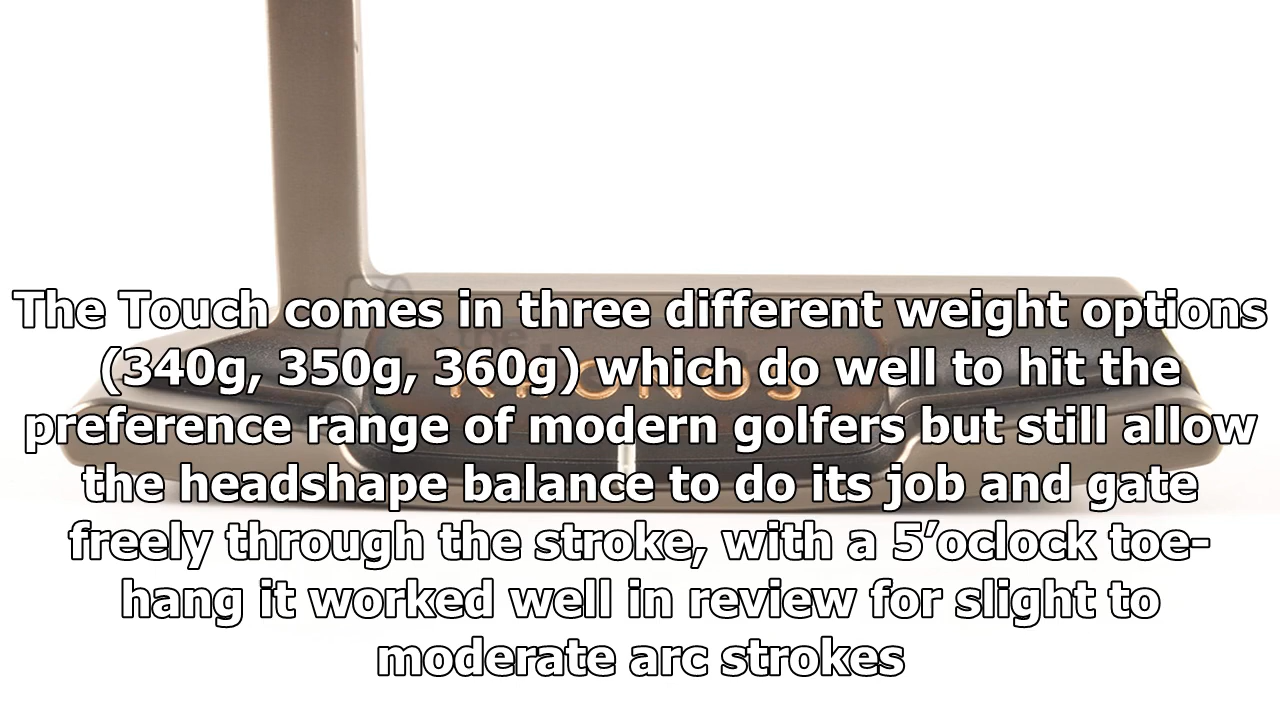 The Touch comes in three different weight options
(340g, 350g, 360g) which do well to hit the
preference range of modern golfers but still allow
the headshape balance to do its job and gate
freely through the stroke, with a 5’oclock toe-
hang it worked well in review for slight to
moderate arc strokes
KRONOS